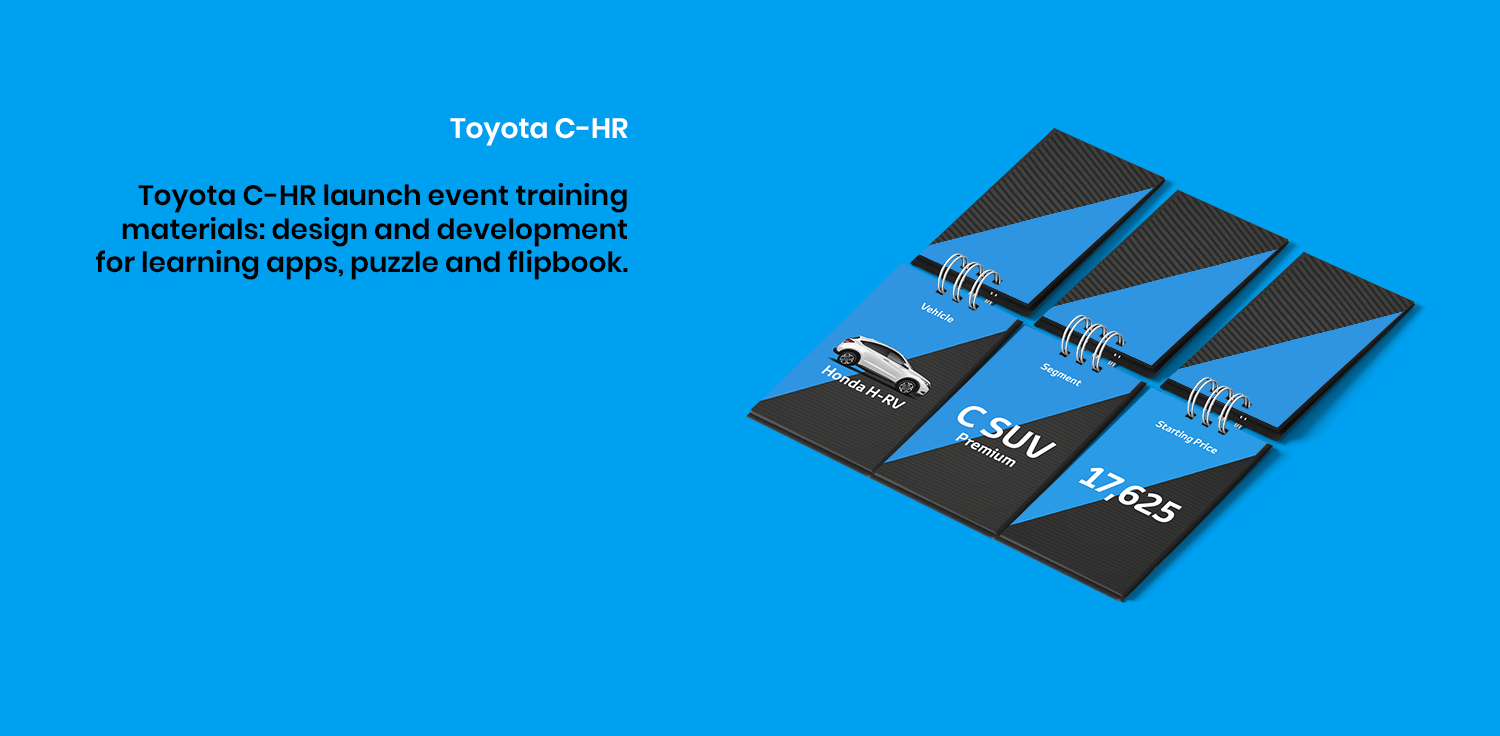 Toyota C-HR
Toyota C-HR launch event training
materials: design and development
for learning apps, puzzle and flipbook.
Vehicle
Honda H-RV
Segment
C SUV
Premium
Starting Price
17,625